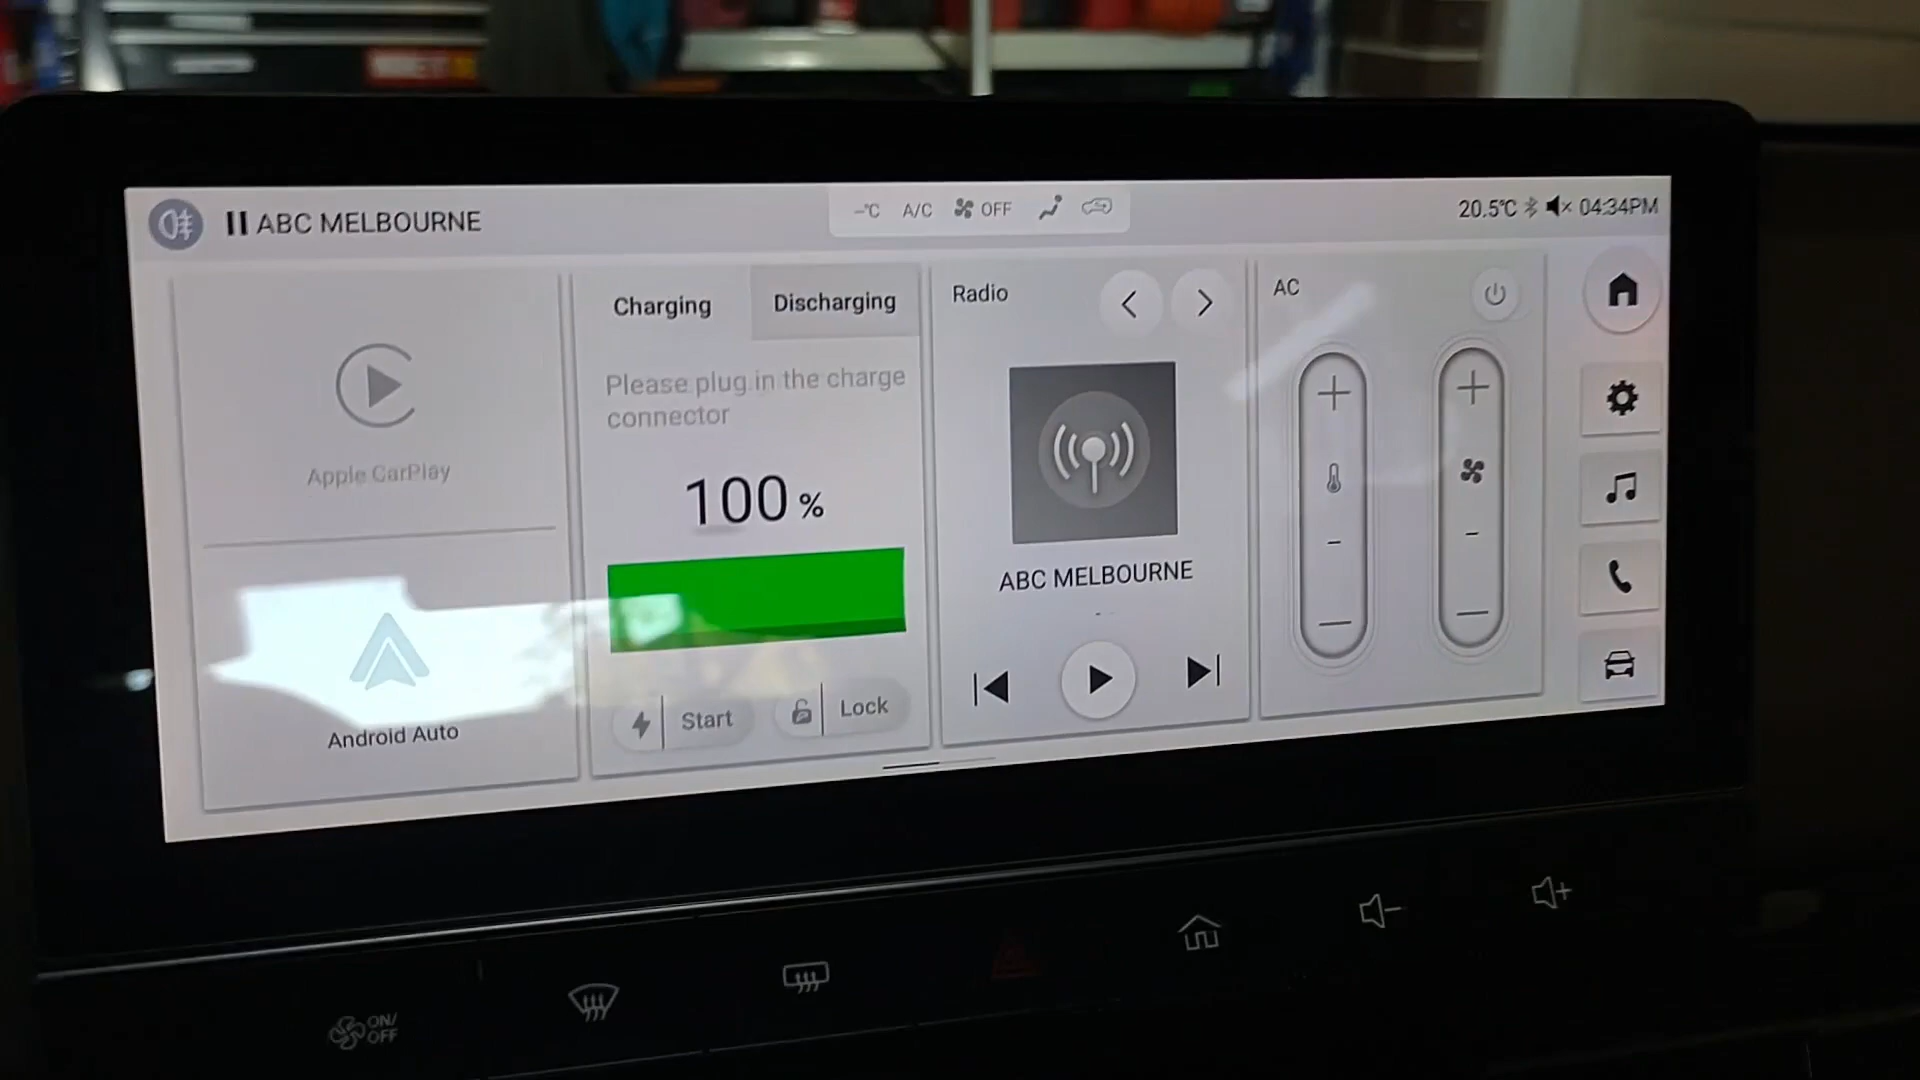 ABC MELBOURNE
--°C A/C OFF
20.5°C 04:34PM
Apple CarPlay
Android Auto
Charging Discharging
Please plug in the charge
connector
100 %
Start Lock
Radio
ABC MELBOURNE
-
AC
-
-
ON/
OFF